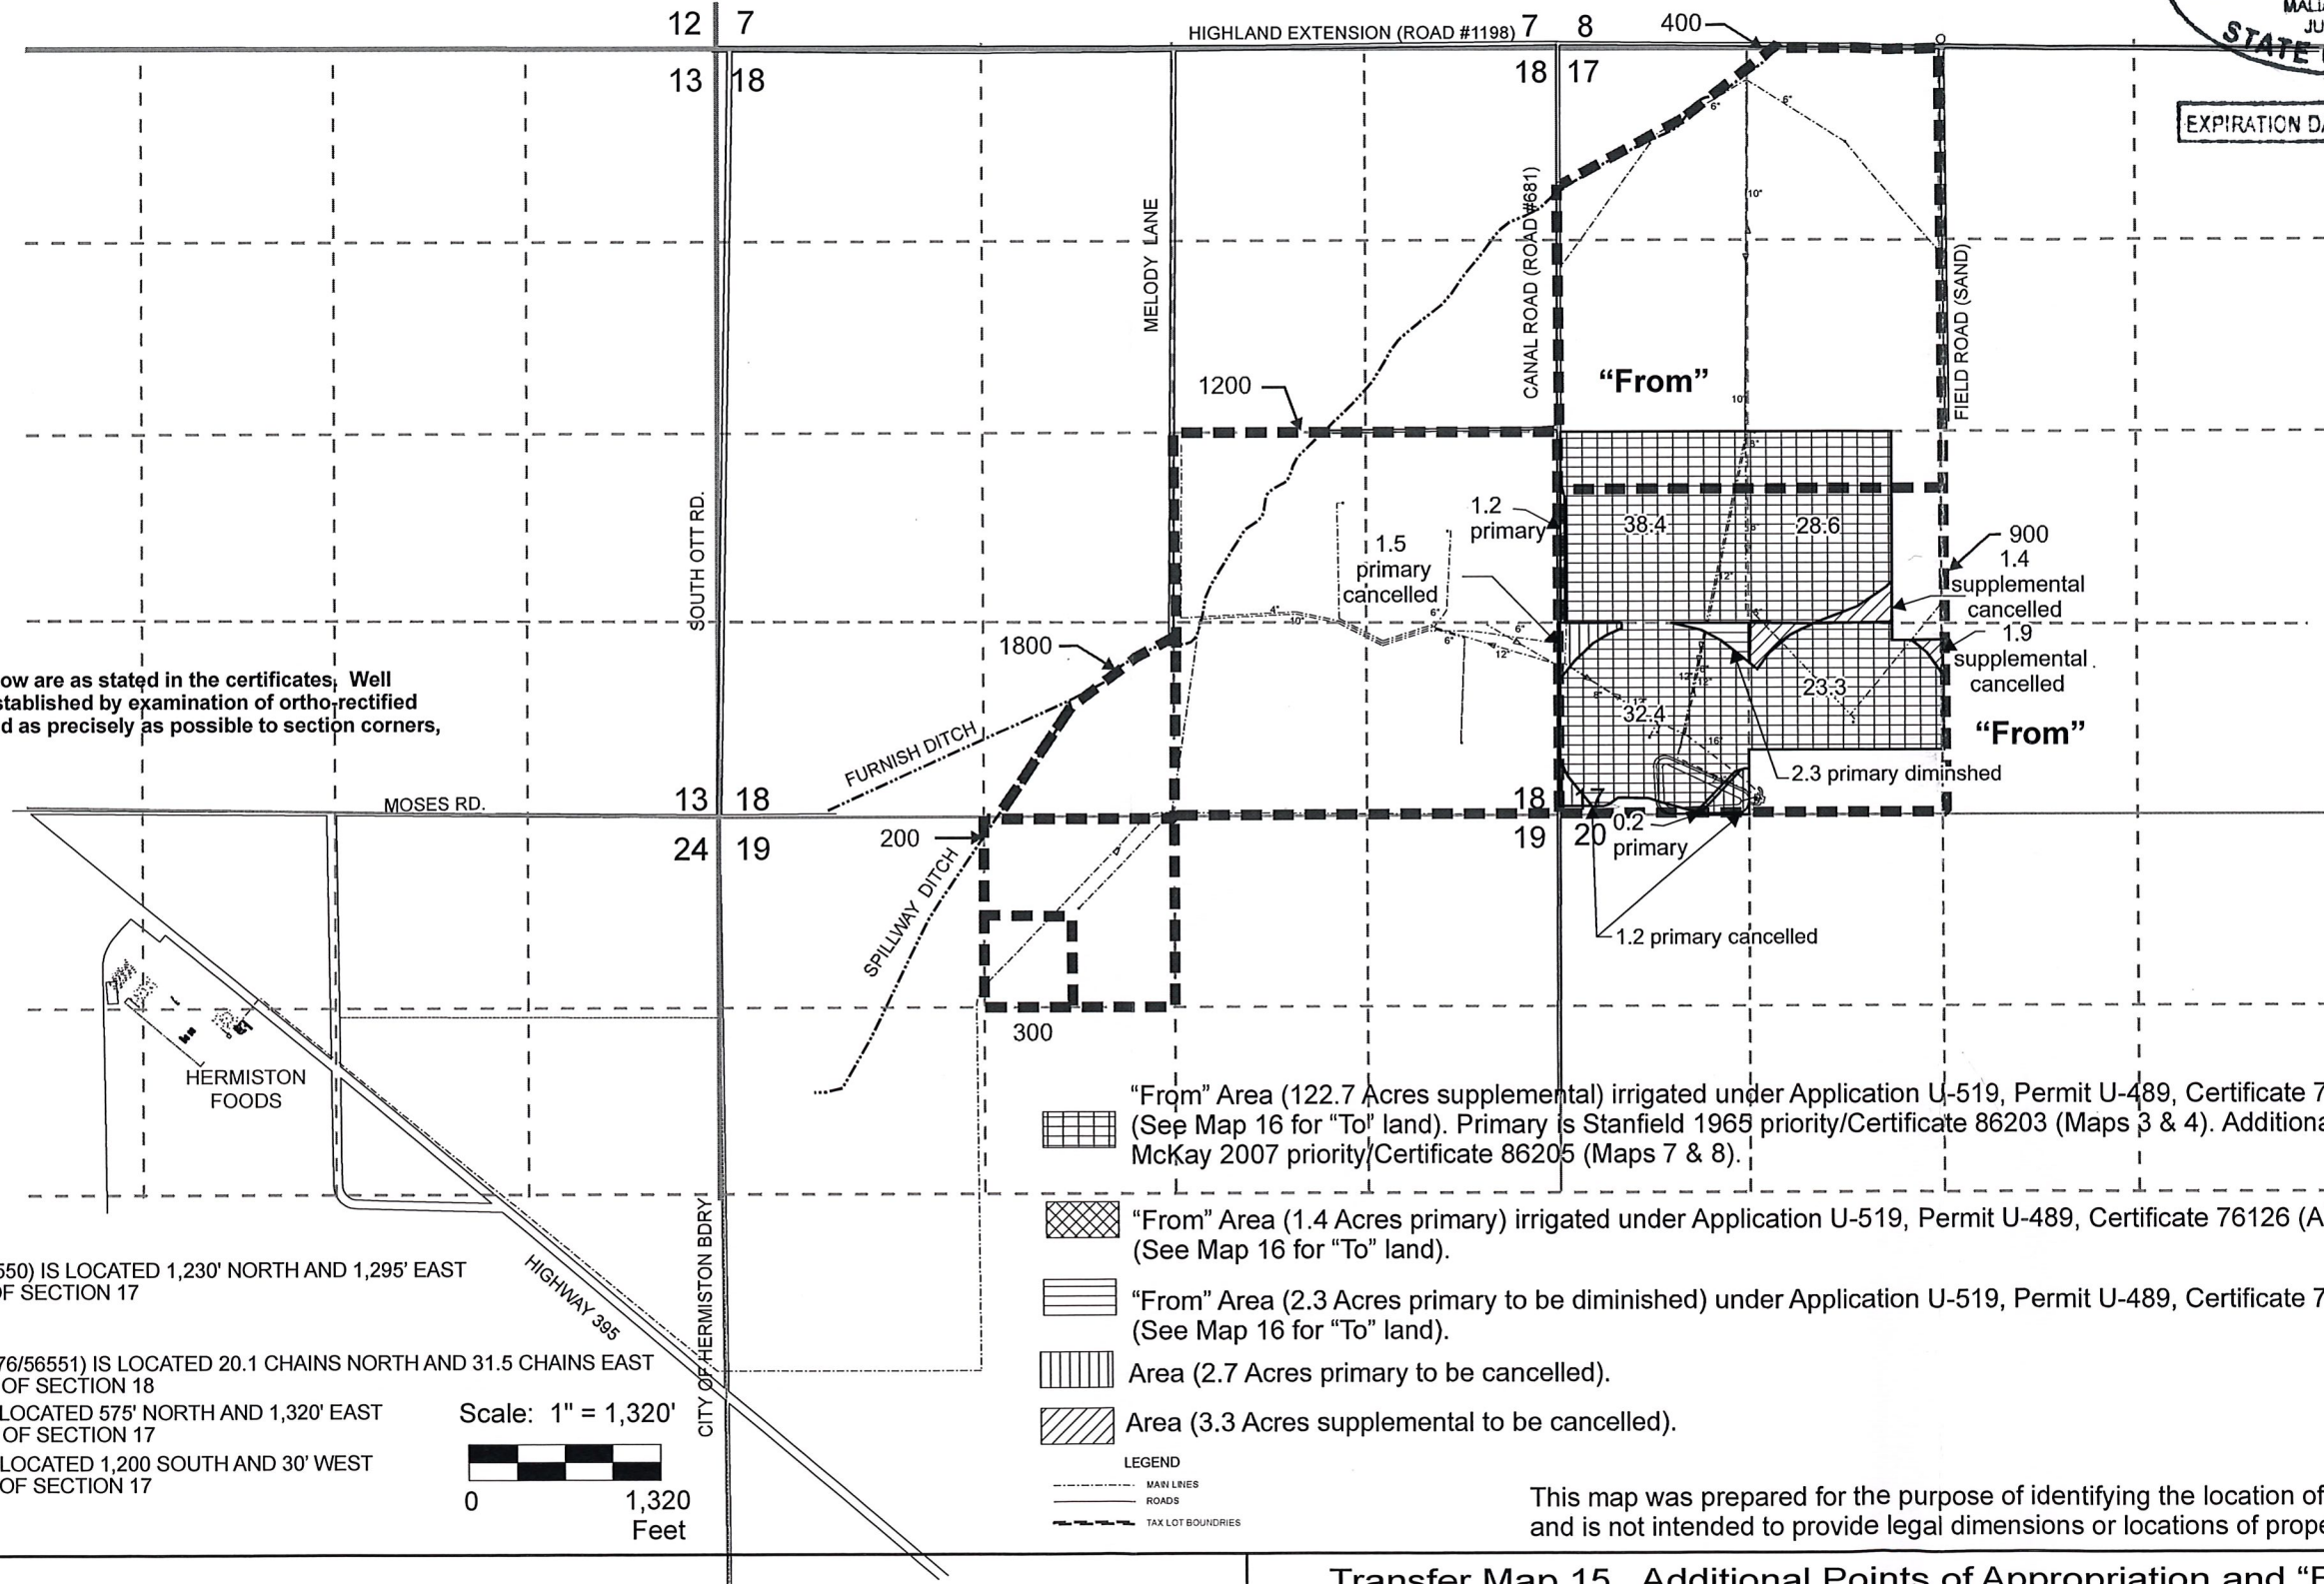 12 7
HIGHLAND EXTENSION (ROAD #1198) 7 8
400
13 18
18 17
STATE
EXPIRATION
MELODY LANE
CANAL ROAD (ROAD #681)
FIELD ROAD (SAND)
6"
6"
10"
10"
"From"
1200
SOUTH OTT RD.
1.2
primary
38.4
28.6
1.5
primary
cancelled
900
1.4
supplemental
cancelled
1.9
supplemental
cancelled
4"
10"
6"
6"
6"
12"
12"
1800
ow are as stated in the certificates. Well
stablished by examination of ortho-rectified
d as precisely as possible to section corners,
23.3
32.4
16"
"From"
FURNISH DITCH
2.3 primary diminshed
MOSES RD.
13 18
18 17
24 19
19 20
200
0.2
primary
SPILLWAY DITCH
1.2 primary cancelled
300
HERMISTON
FOODS
HIGHWAY 395
CITY OF HERMISTON BDRY
"From" Area (122.7 Acres supplemental) irrigated under Application U-519, Permit U-489, Certificate 7
(See Map 16 for "To" land). Primary is Stanfield 1965 priority/Certificate 86203 (Maps 3 & 4). Additiona
McKay 2007 priority/Certificate 86205 (Maps 7 & 8).
"From" Area (1.4 Acres primary) irrigated under Application U-519, Permit U-489, Certificate 76126 (A
(See Map 16 for "To" land).
"From" Area (2.3 Acres primary to be diminished) under Application U-519, Permit U-489, Certificate 7
(See Map 16 for "To" land).
Area (2.7 Acres primary to be cancelled).
Area (3.3 Acres supplemental to be cancelled).
LEGEND
MAIN LINES
ROADS
TAX LOT BOUNDRIES
550) IS LOCATED 1,230' NORTH AND 1,295' EAST
OF SECTION 17
76/56551) IS LOCATED 20.1 CHAINS NORTH AND 31.5 CHAINS EAST
OF SECTION 18
LOCATED 575' NORTH AND 1,320' EAST
OF SECTION 17
LOCATED 1,200 SOUTH AND 30' WEST
OF SECTION 17
Scale: 1" = 1,320'
0 1,320
Feet
This map was prepared for the purpose of identifying the location of
and is not intended to provide legal dimensions or locations of prope
Transfer Map 15. Additional Points of Appropriation and